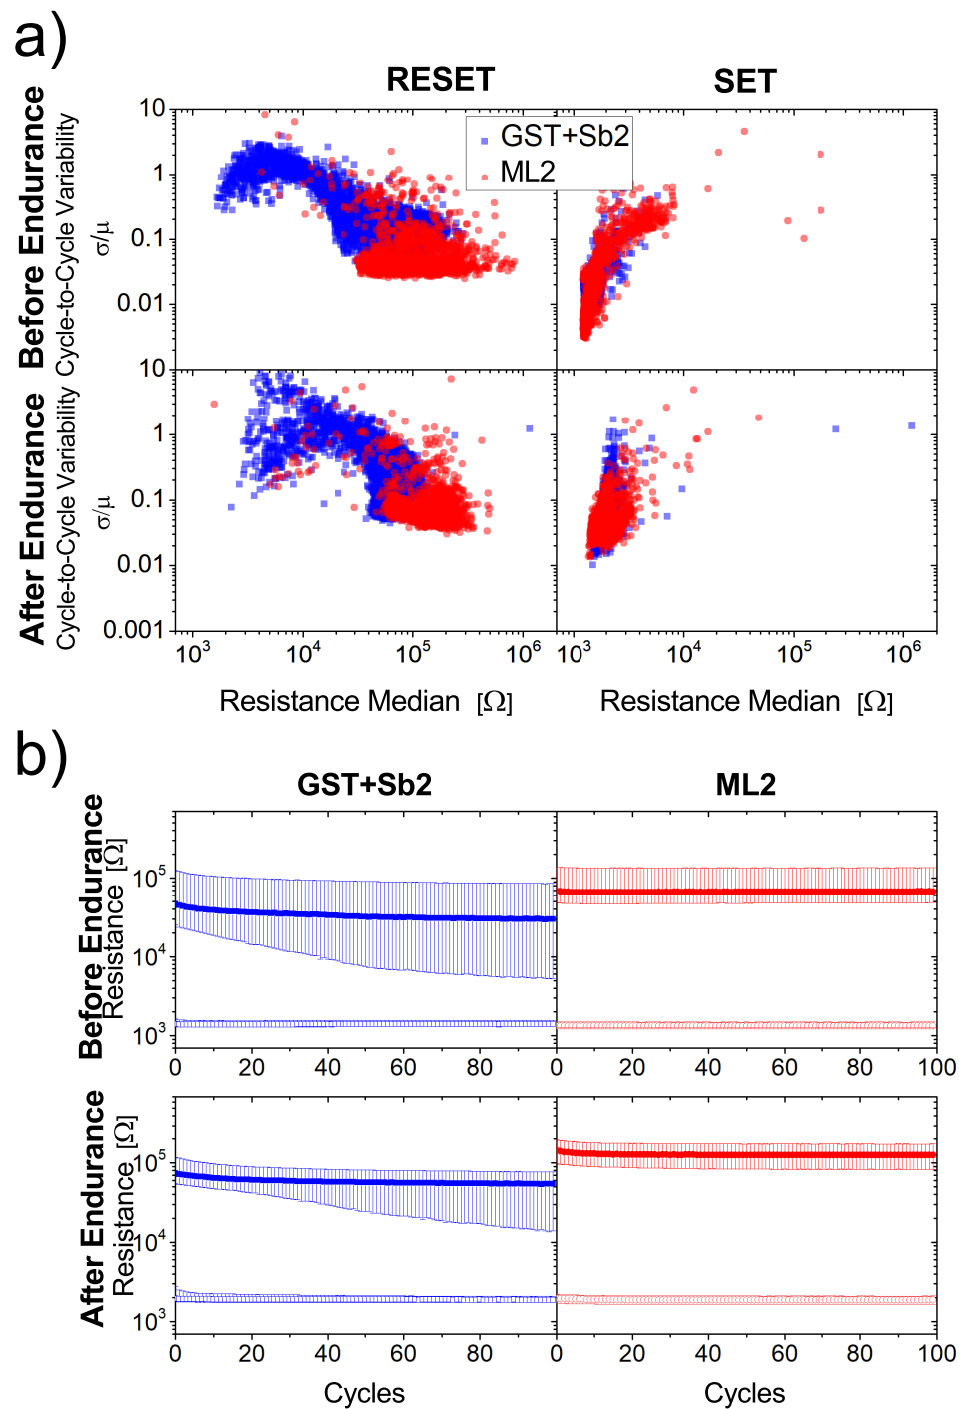 a)
RESET SET
Before Endurance
Cycle-to-Cycle Variability
σ/μ
10
1
0.1
0.01
10
GST+Sb2
ML2
After Endurance
Cycle-to-Cycle Variability
σ/μ
1
0.1
0.01
0.001
10^3 10^4 10^5 10^6 10^3 10^4 10^5 10^6
Resistance Median [Ω] Resistance Median [Ω]
b)
GST+Sb2 ML2
Before Endurance
Resistance [Ω]
10^5
10^4
10^3
0 20 40 60 80 0 20 40 60 80 100
After Endurance
Resistance [Ω]
10^5
10^4
10^3
0 20 40 60 80 0 20 40 60 80 100
Cycles Cycles